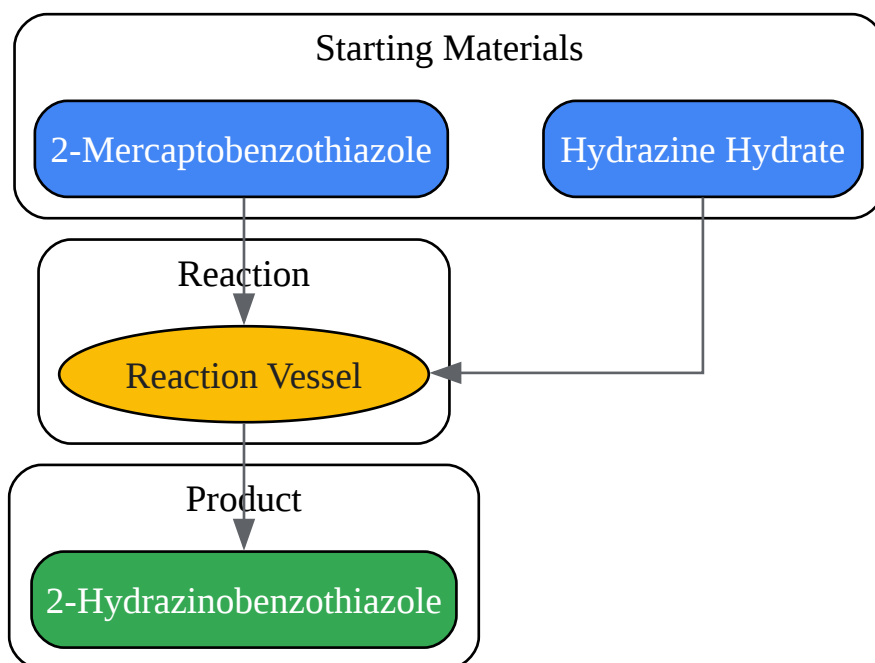 Starting Materials
2-Mercaptobenzothiazole
Hydrazine Hydrate
Reaction
Reaction Vessel
Product
2-Hydrazinobenzothiazole